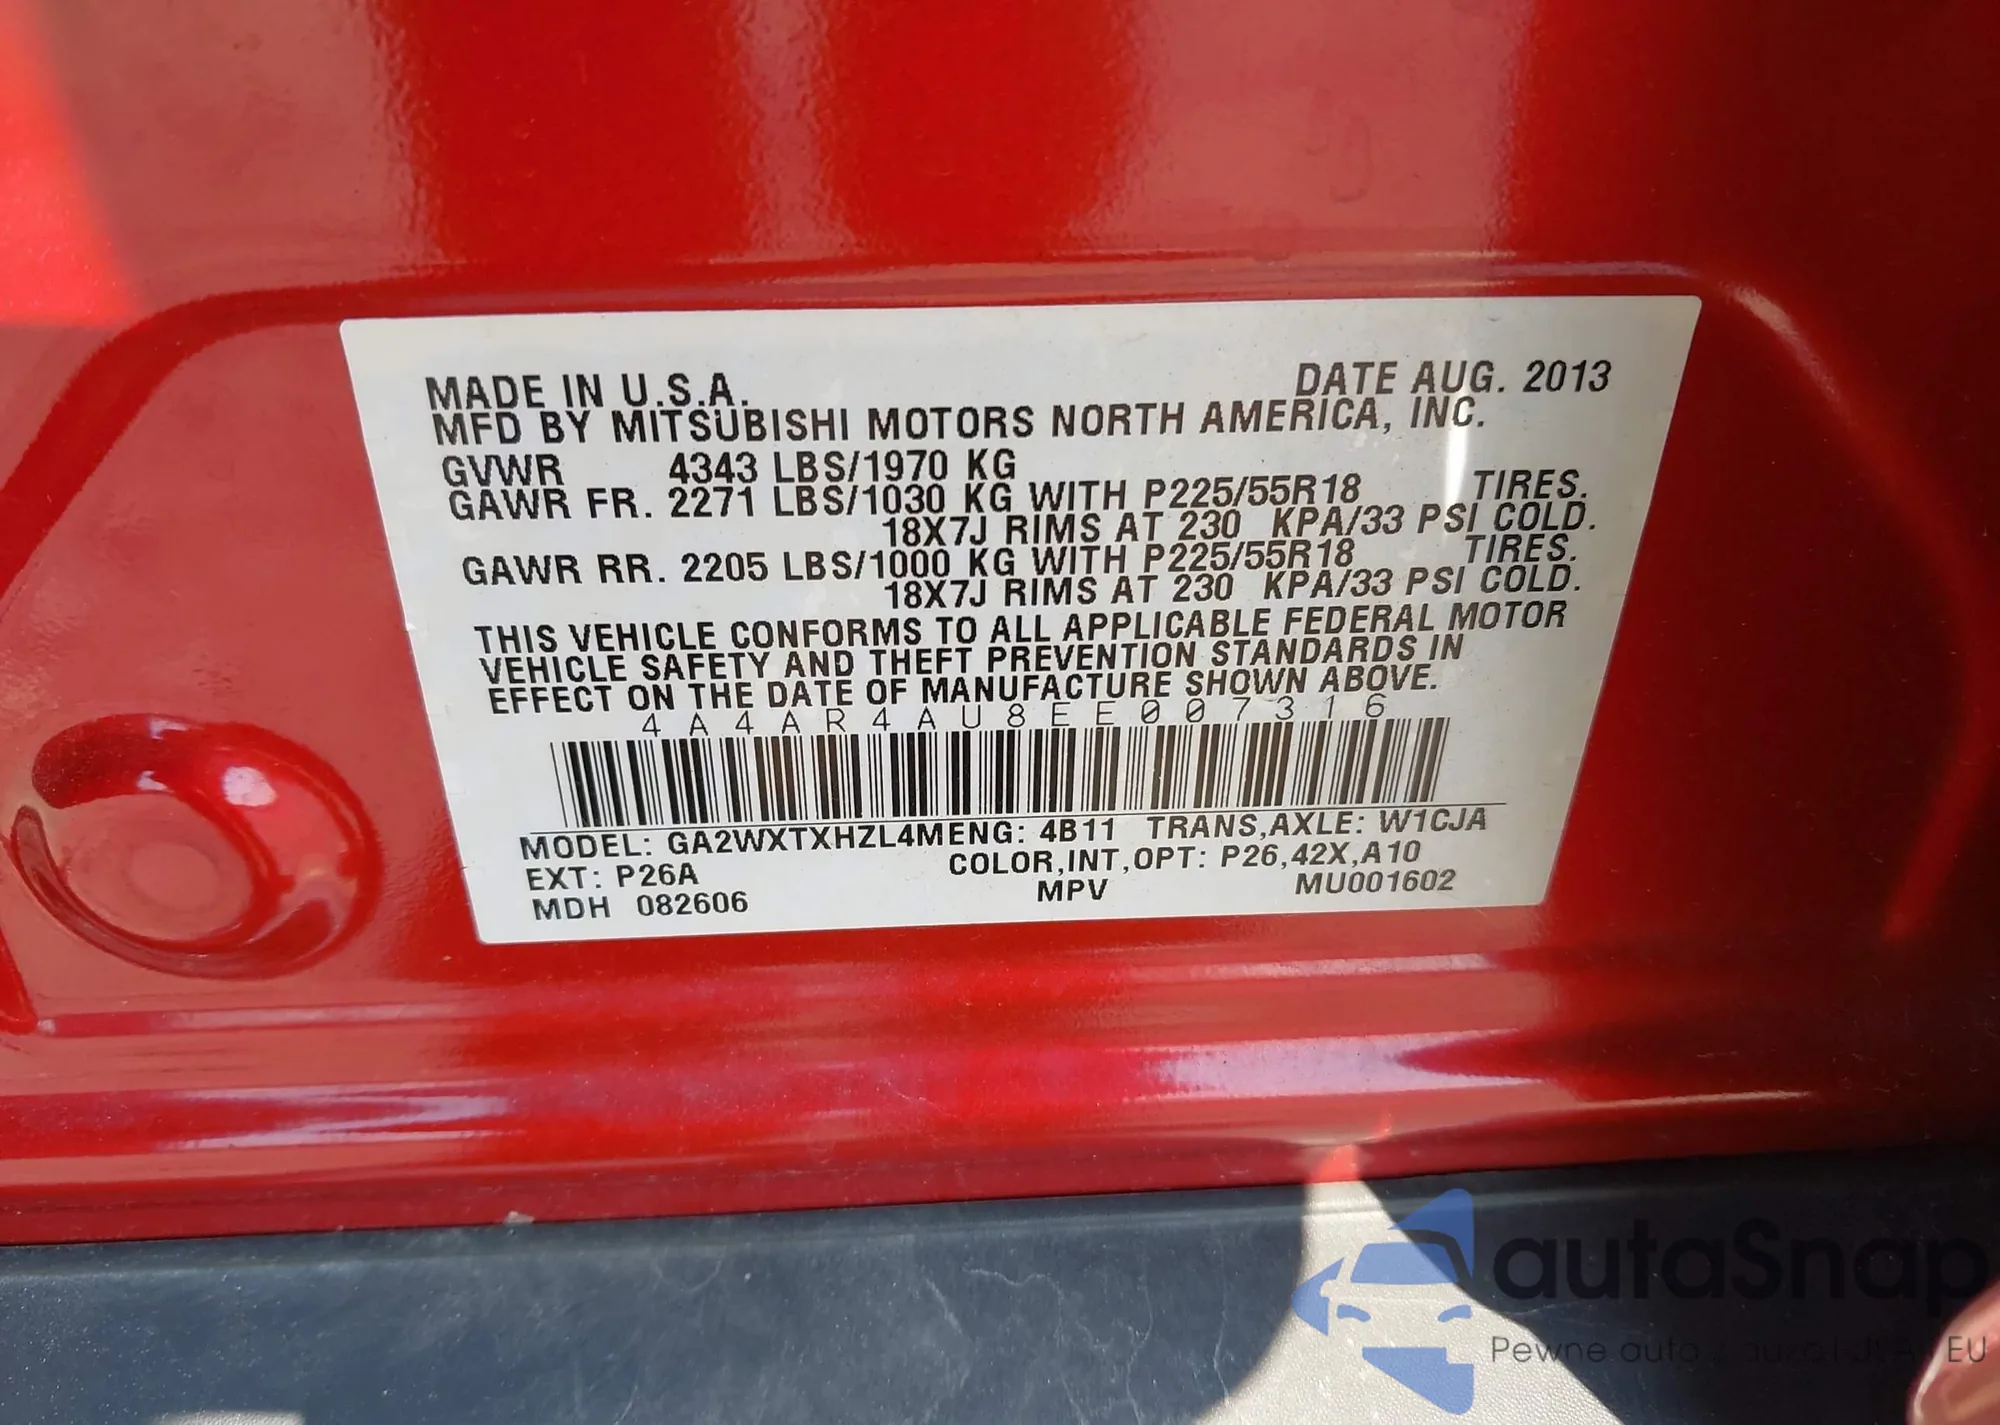 MADE IN U.S.A. DATE AUG. 2013
MFD BY MITSUBISHI MOTORS NORTH AMERICA, INC.
GVWR 4343 LBS/1970 KG
GAWR FR. 2271 LBS/1030 KG WITH P225/55R18 TIRES.
18X7J RIMS AT 230 KPA/33 PSI COLD.
GAWR RR. 2205 LBS/1000 KG WITH P225/55R18 TIRES.
18X7J RIMS AT 230 KPA/33 PSI COLD.
THIS VEHICLE CONFORMS TO ALL APPLICABLE FEDERAL MOTOR
VEHICLE SAFETY AND THEFT PREVENTION STANDARDS IN
EFFECT ON THE DATE OF MANUFACTURE SHOWN ABOVE.
4A4AR4AU8EE007316
MODEL: GA2WXTXHZL4MENG: 4B11 TRANS,AXLE: W1CJA
EXT: P26A COLOR,INT,OPT: P26,42X,A10
MDH 082606 MPV MU001602
autaSnap
Pewne auta z EU